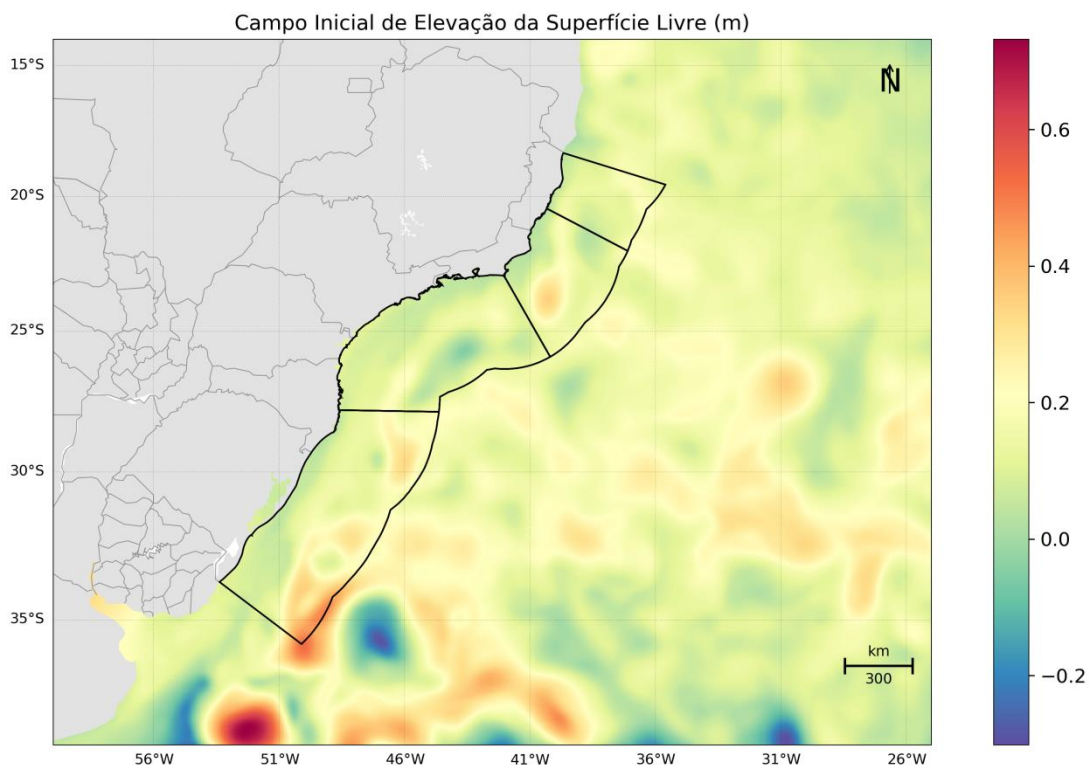 Campo Inicial de Elevação da Superfície Livre (m)
15°S
N
0.6
20°S
0.4
25°S
0.2
30°S
0.0
35°S
km
300
−0.2
56°W 51°W 46°W 41°W 36°W 31°W 26°W